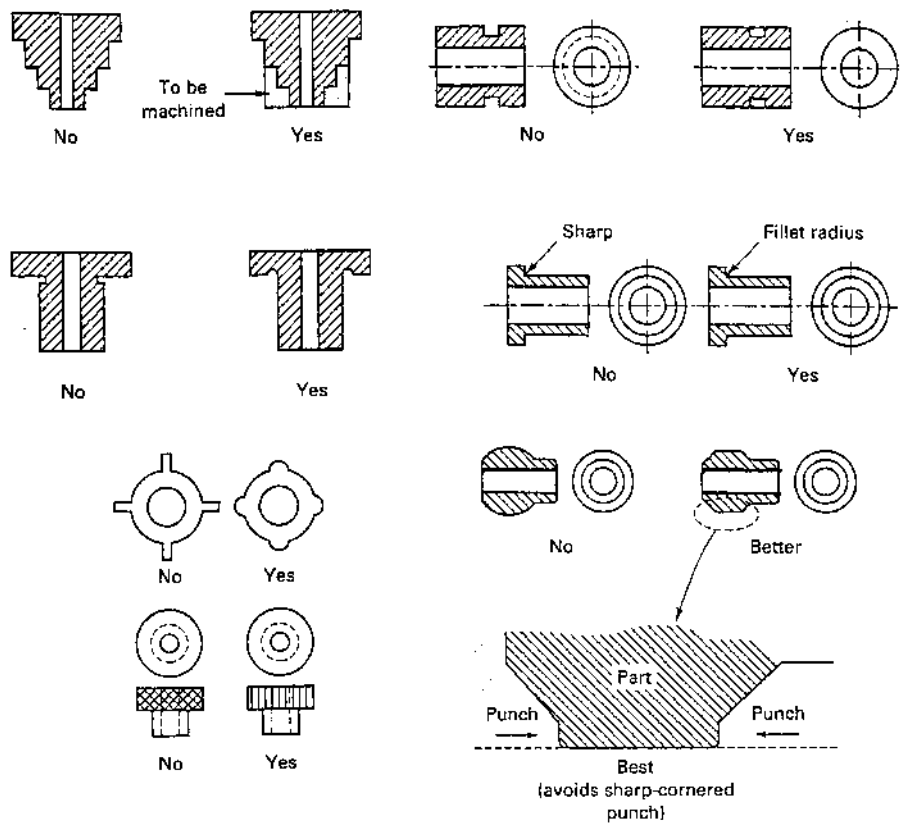 To be
machined
No
Yes
No
Yes
No
Yes
Sharp
Fillet radius
No
Yes
No
Yes
No
Better
No
Yes
Part
Punch
Punch
Best
(avoids sharp-cornered
punch)